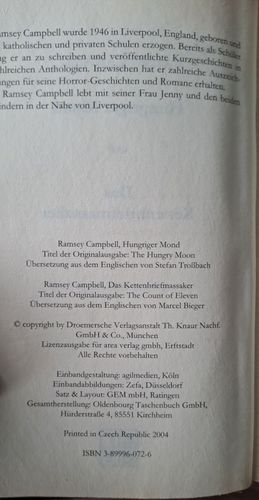 msey Campbell wurde 1946 in Liverpool, England, geboren und
katholischen und privaten Schulen erzogen. Bereits als Schüler
ng er an zu schreiben und veröffentlichte Kurzgeschichten in
hlreichen Anthologien. Inzwischen hat er zahlreiche Auszeich-
ungen für seine Horror-Geschichten und Romane erhalten.
Ramsey Campbell lebt mit seiner Frau Jenny und den beiden
indern in der Nähe von Liverpool.
Ramsey Campbell, Hungriger Mond
Titel der Originalausgabe: The Hungry Moon
Übersetzung aus dem Englischen von Stefan Troßbach
Ramsey Campbell, Das Kettenbriefmassaker
Titel der Originalausgabe: The Count of Eleven
Übersetzung aus dem Englischen von Marcel Bieger
© copyright by Droemersche Verlagsanstalt Th. Knaur Nachf.
GmbH & Co., München
Lizenzausgabe für area verlag gmbh, Erftstadt
Alle Rechte vorbehalten
Einbandgestaltung: agilmedien, Köln
Einbandabbildungen: Zefa, Düsseldorf
Satz & Layout: GEM mbH, Ratingen
Gesamtherstellung: Oldenbourg Taschenbuch GmbH,
Hürderstraße 4, 85551 Kirchheim
Printed in Czech Republic 2004
ISBN 3-89996-072-6